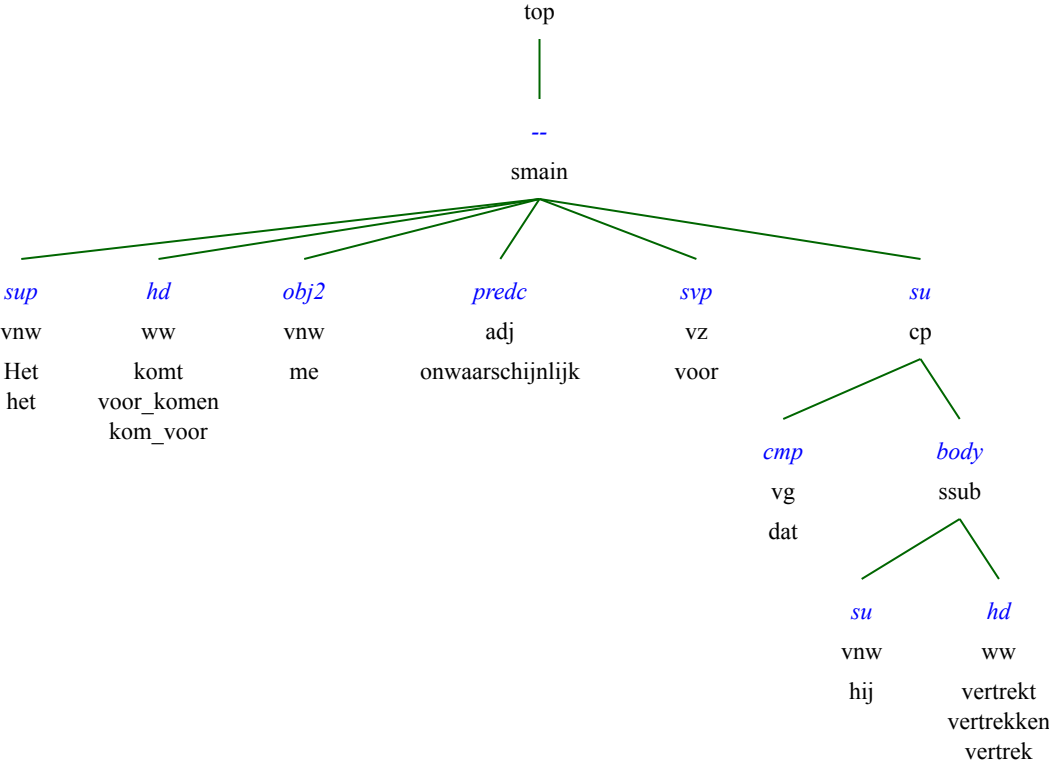 top
--
smain
sup hd obj2 predc svp su
vnw ww vnw adj vz cp
Het komt me onwaarschijnlijk voor
het voor_komen
kom_voor
cmp body
vg ssub
dat
su hd
vnw ww
hij vertrekt
vertrekken
vertrek